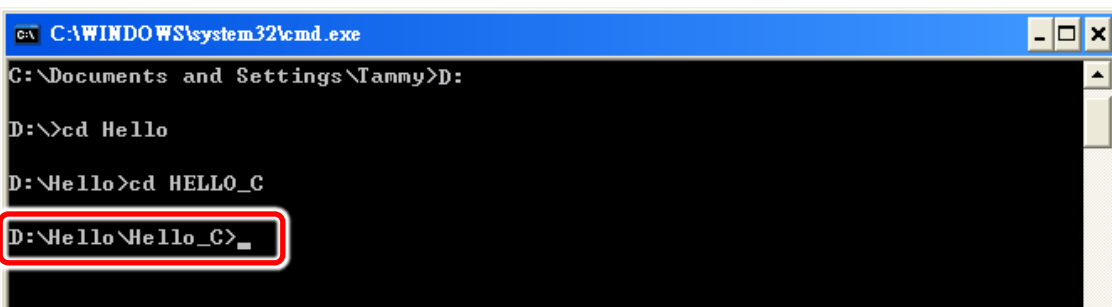 C:\WINDOWS\system32\cmd.exe
C:\Documents and Settings\Tammy>D:
D:\>cd Hello
D:\Hello>cd HELLO_C
D:\Hello\Hello_C>_